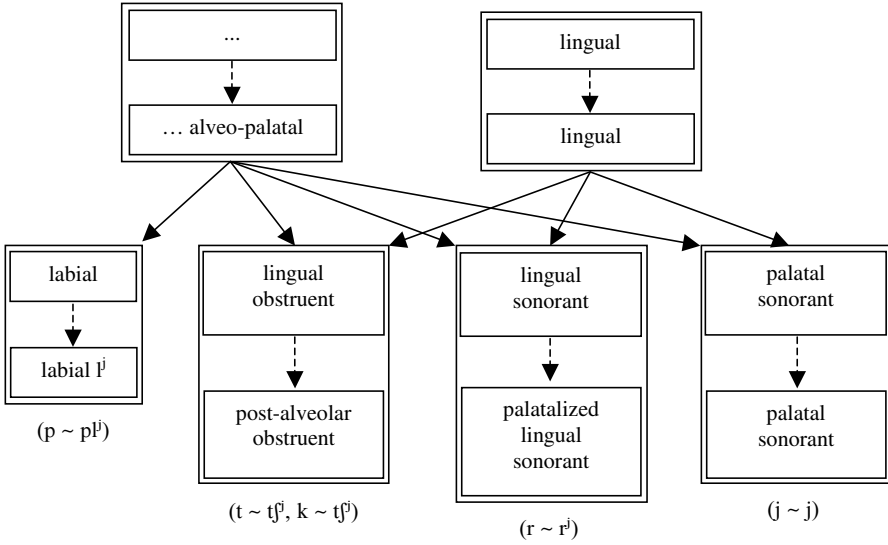 ...
… alveo-palatal
lingual
lingual
labial
labial lʲ
(p ~ plʲ)
lingual
obstruent
post-alveolar
obstruent
(t ~ tʃʲ, k ~ tʃʲ)
lingual
sonorant
palatalized
lingual
sonorant
(r ~ rʲ)
palatal
sonorant
palatal
sonorant
(j ~ j)